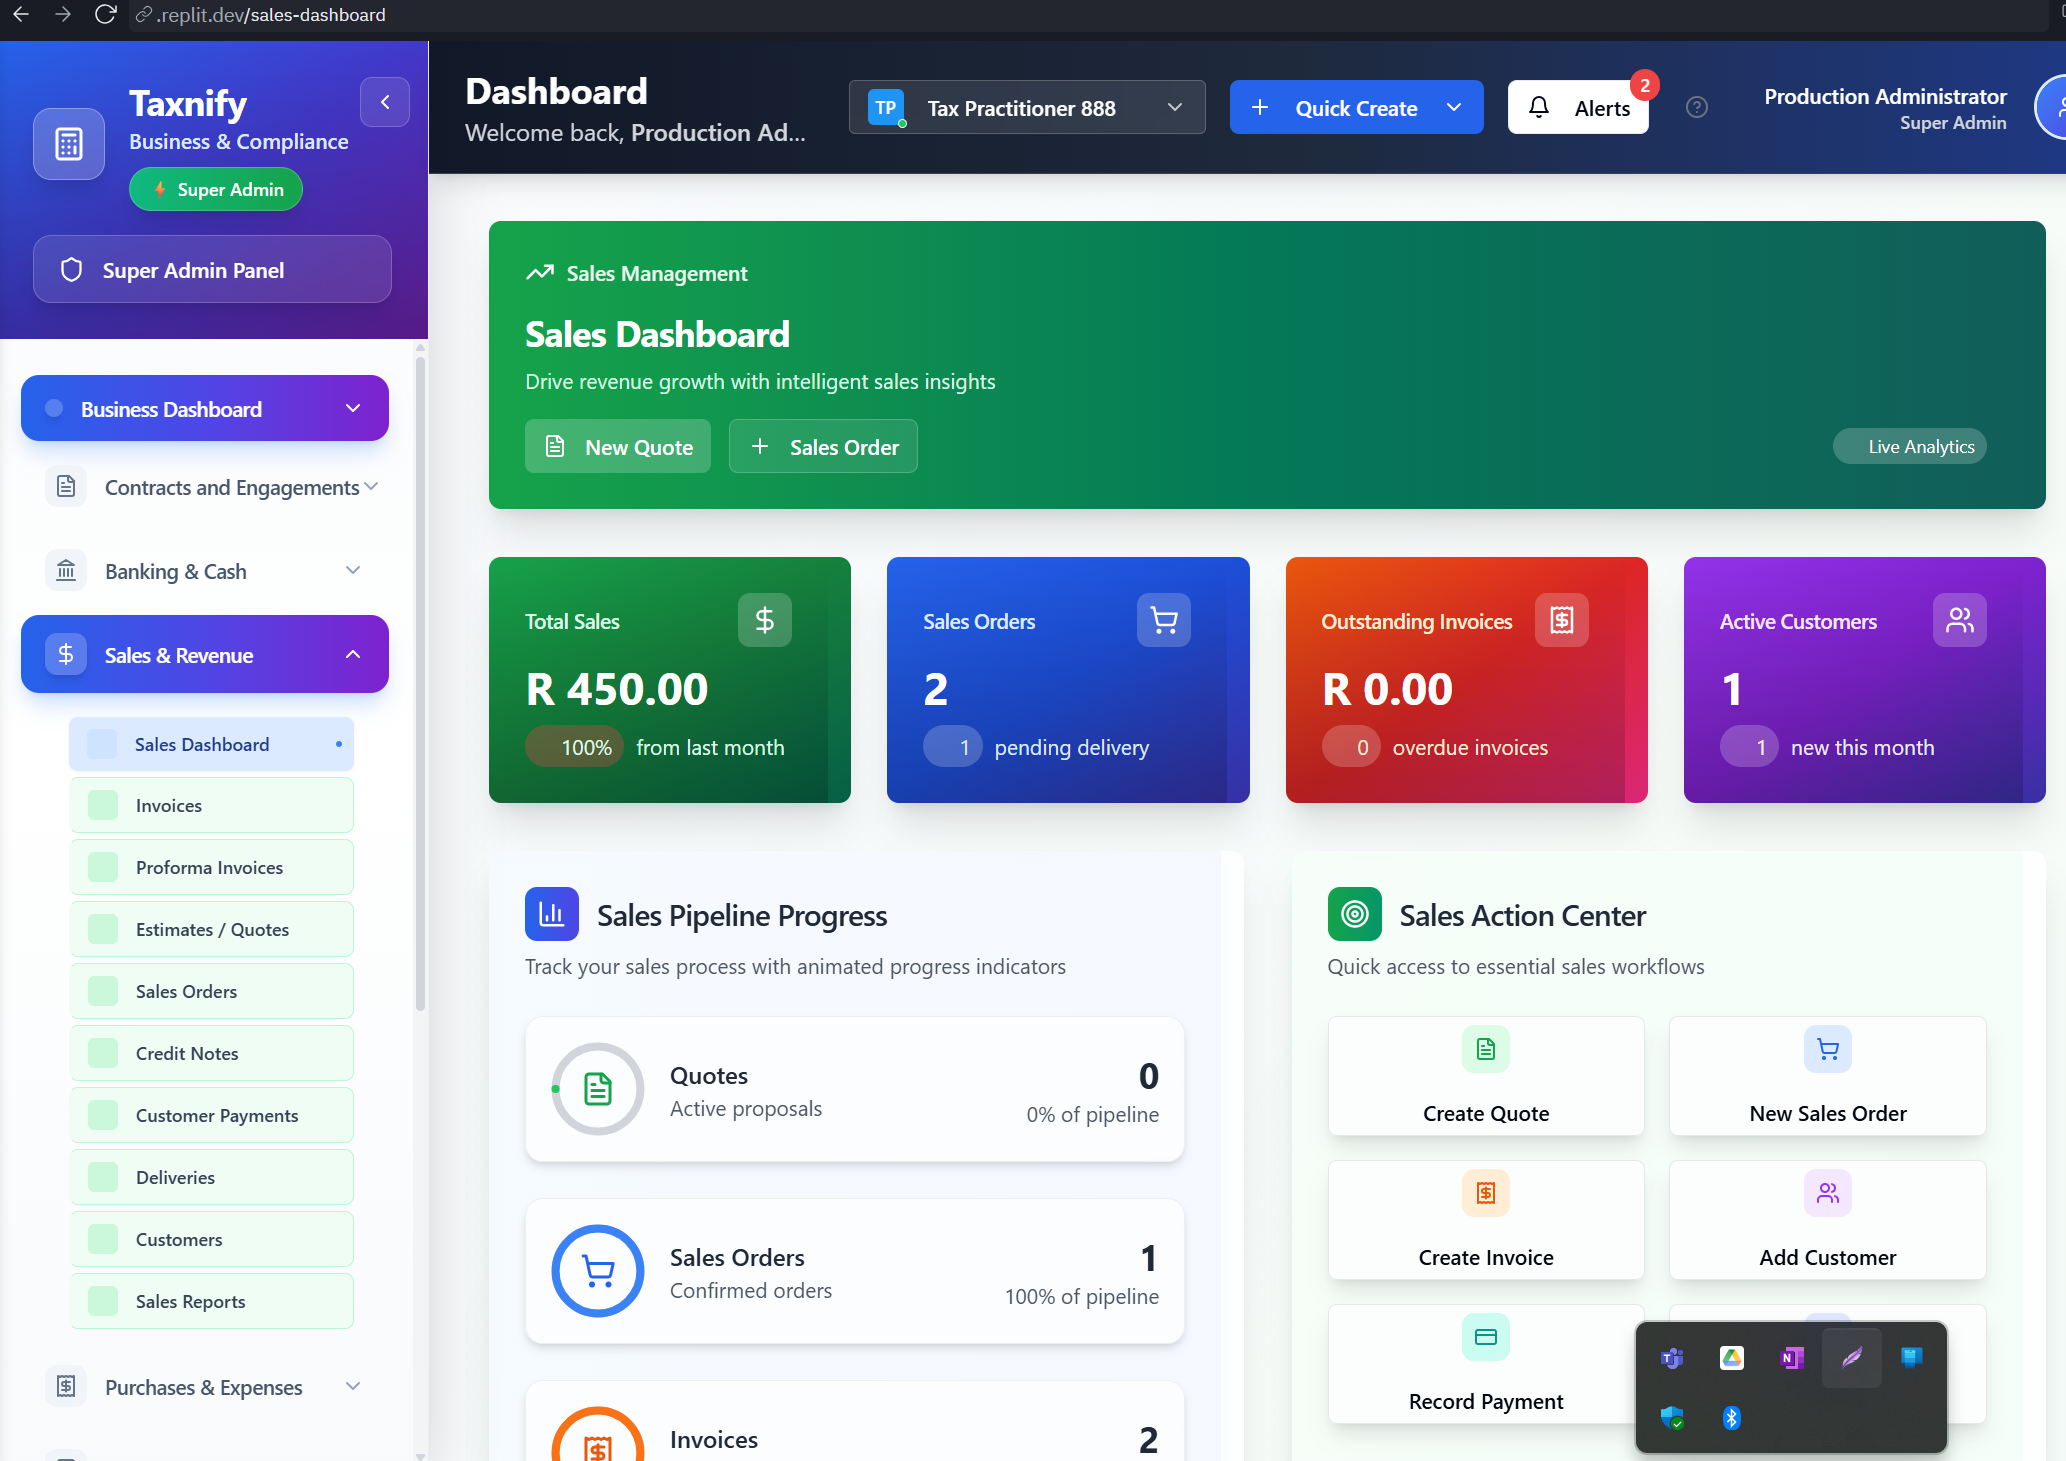 .replit.dev/sales-dashboard
Taxnify
Business & Compliance
Super Admin
Super Admin Panel
Business Dashboard
Contracts and Engagements
Banking & Cash
Sales & Revenue
Sales Dashboard
Invoices
Proforma Invoices
Estimates / Quotes
Sales Orders
Credit Notes
Customer Payments
Deliveries
Customers
Sales Reports
Purchases & Expenses
Dashboard
Welcome back, Production Ad...
TP
Tax Practitioner 888
Quick Create
Alerts
2
Production Administrator
Super Admin
Sales Management
Sales Dashboard
Drive revenue growth with intelligent sales insights
New Quote
Sales Order
Live Analytics
Total Sales
R 450.00
100% from last month
Sales Orders
2
1 pending delivery
Outstanding Invoices
R 0.00
0 overdue invoices
Active Customers
1
1 new this month
Sales Pipeline Progress
Track your sales process with animated progress indicators
Quotes
Active proposals
0
0% of pipeline
Sales Orders
Confirmed orders
1
100% of pipeline
Invoices
2
Sales Action Center
Quick access to essential sales workflows
Create Quote
New Sales Order
Create Invoice
Add Customer
Record Payment